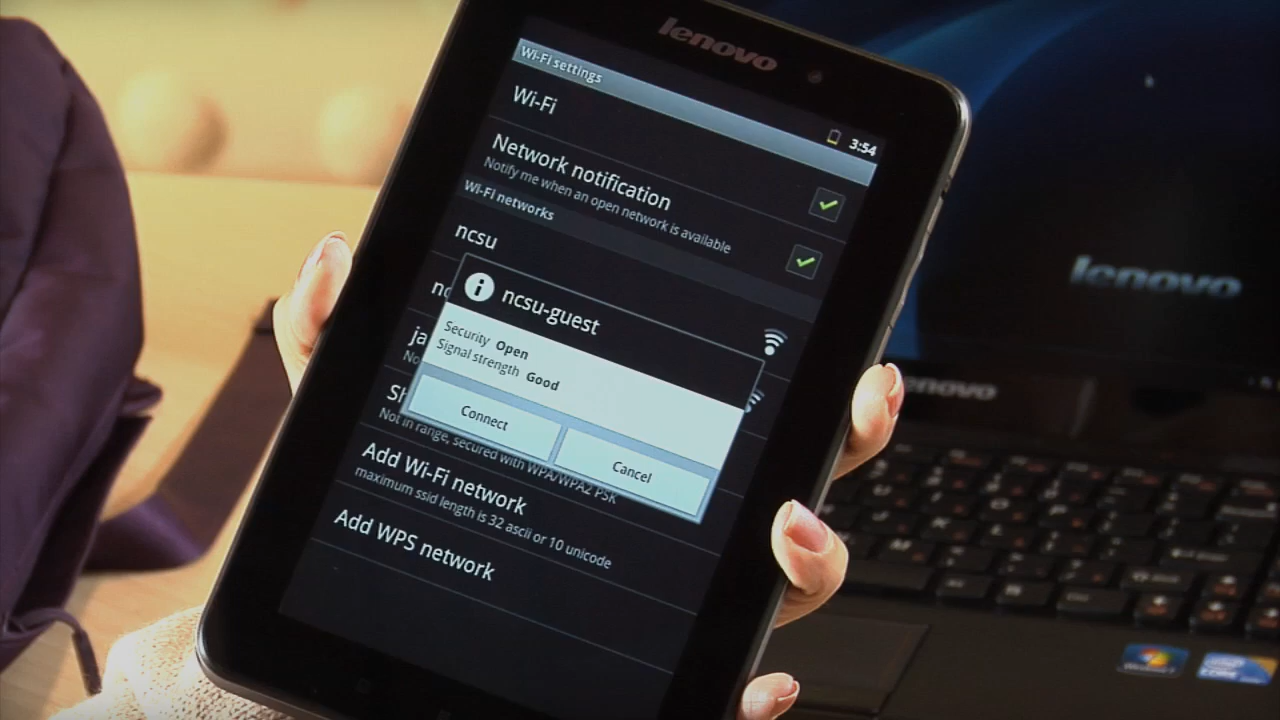 lenovo
Wi-Fi settings
3:54
Wi-Fi
Network notification
Notify me when an open network is available
Wi-Fi networks
ncsu
ncsu-guest
Security Open
Signal strength Good
Connect
Cancel
Not in range, secured with WPA/WPA2 PSK
Add Wi-Fi network
maximum ssid length is 32 ascii or 10 unicode
Add WPS network
lenovo
lenovo